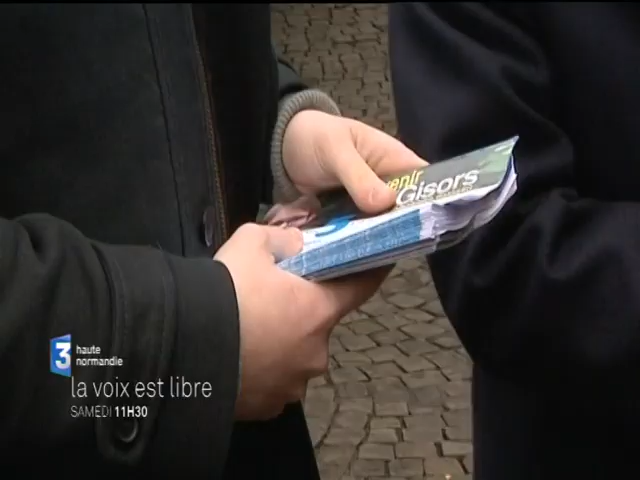 venir
Gisors
3
haute
normandie
la voix est libre
SAMEDI 11H30